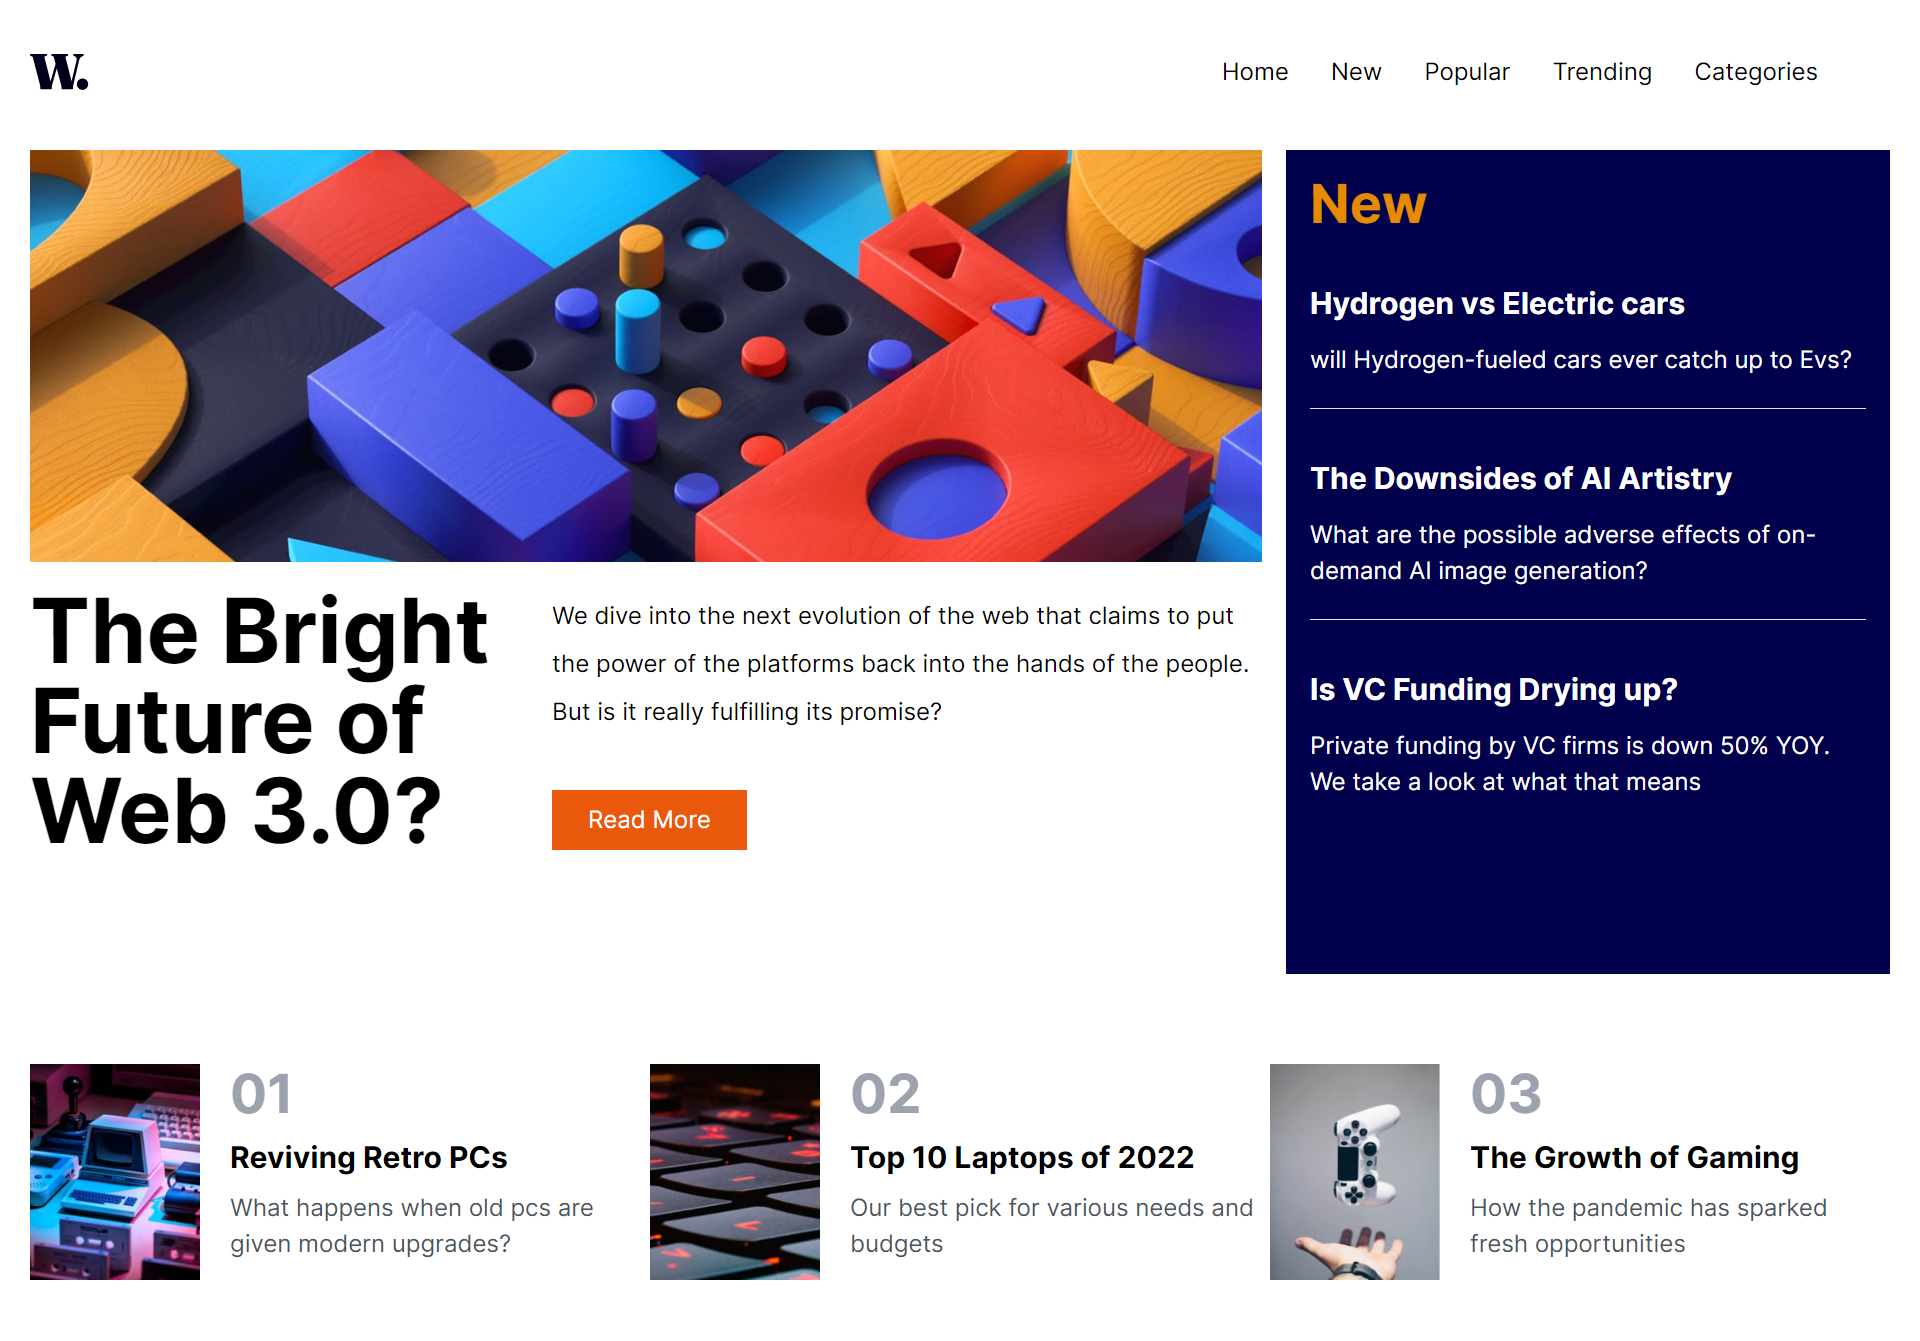 W.
Home New Popular Trending Categories
The Bright
Future of
Web 3.0?
We dive into the next evolution of the web that claims to put
the power of the platforms back into the hands of the people.
But is it really fulfilling its promise?
Read More
New
Hydrogen vs Electric cars
will Hydrogen-fueled cars ever catch up to Evs?
The Downsides of AI Artistry
What are the possible adverse effects of on-
demand AI image generation?
Is VC Funding Drying up?
Private funding by VC firms is down 50% YOY.
We take a look at what that means
01
Reviving Retro PCs
What happens when old pcs are
given modern upgrades?
02
Top 10 Laptops of 2022
Our best pick for various needs and
budgets
03
The Growth of Gaming
How the pandemic has sparked
fresh opportunities